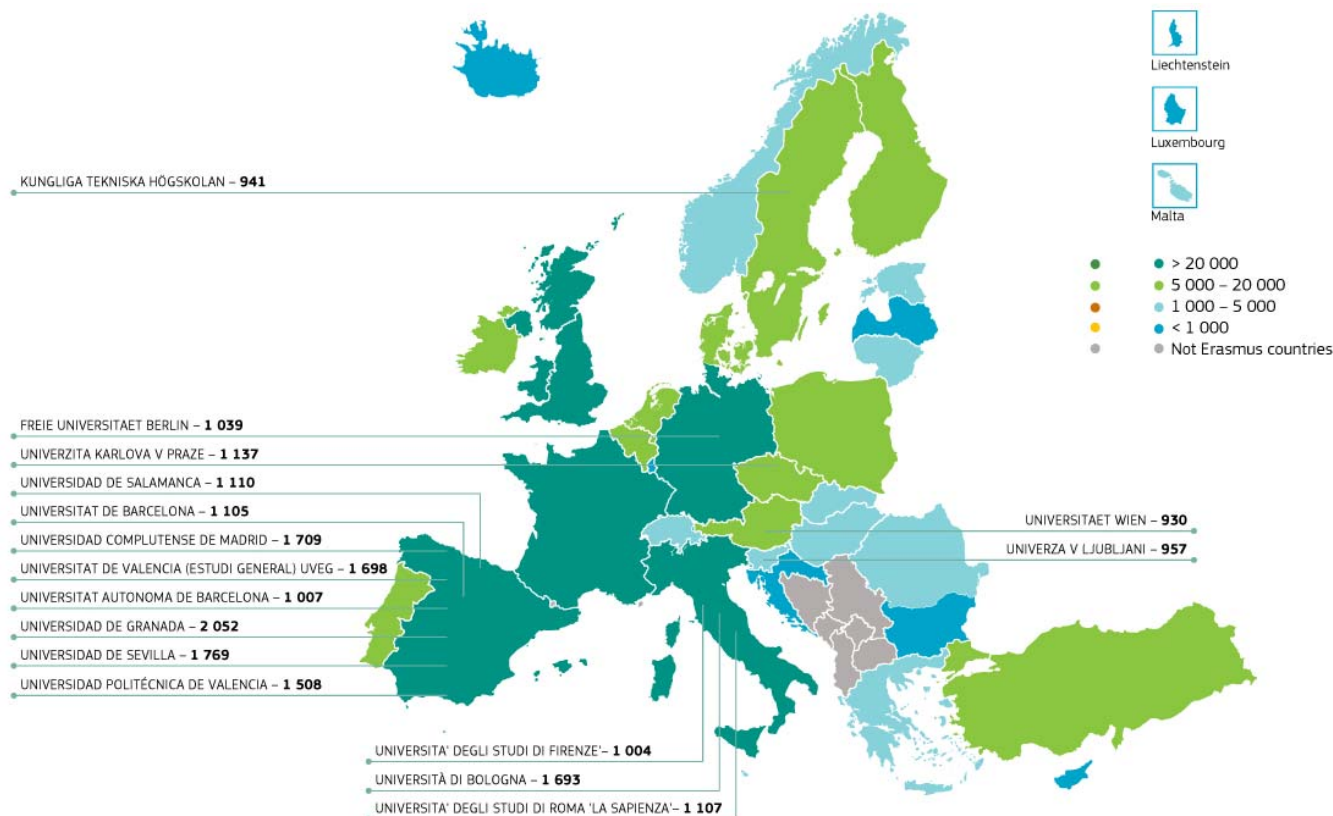 Liechtenstein
Luxembourg
Malta
KUNGLIGA TEKNISKA HÖGSKOLAN – 941
> 20 000
5 000 – 20 000
1 000 – 5 000
< 1 000
Not Erasmus countries
FREIE UNIVERSITAET BERLIN – 1 039
UNIVERZITA KARLOVA V PRAZE – 1 137
UNIVERSIDAD DE SALAMANCA – 1 110
UNIVERSITAT DE BARCELONA – 1 105
UNIVERSIDAD COMPLUTENSE DE MADRID – 1 709
UNIVERSITAT DE VALENCIA (ESTUDI GENERAL) UVEG – 1 698
UNIVERSITAT AUTONOMA DE BARCELONA – 1 007
UNIVERSIDAD DE GRANADA – 2 052
UNIVERSIDAD DE SEVILLA – 1 769
UNIVERSIDAD POLITÉCNICA DE VALENCIA – 1 508
UNIVERSITAET WIEN – 930
UNIVERZA V LJUBLJANI – 957
UNIVERSITA' DEGLI STUDI DI FIRENZE'– 1 004
UNIVERSITÀ DI BOLOGNA – 1 693
UNIVERSITA' DEGLI STUDI DI ROMA 'LA SAPIENZA'– 1 107